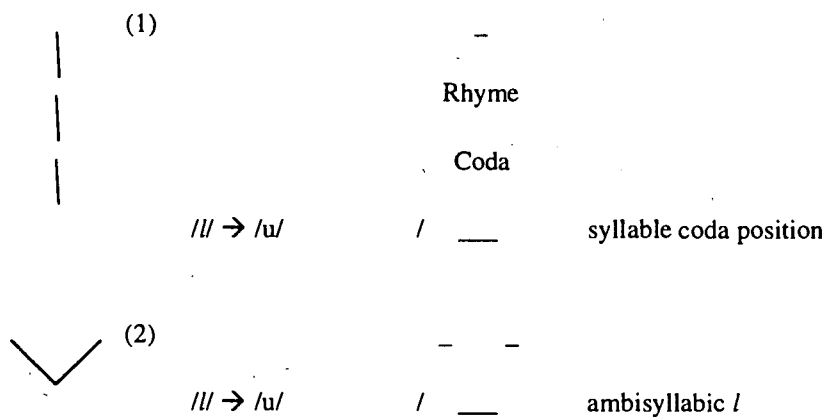 (1) -
Rhyme
Coda
/l/ → /u/ / ___ syllable coda position
(2) - -
/l/ → /u/ / ___ ambisyllabic l